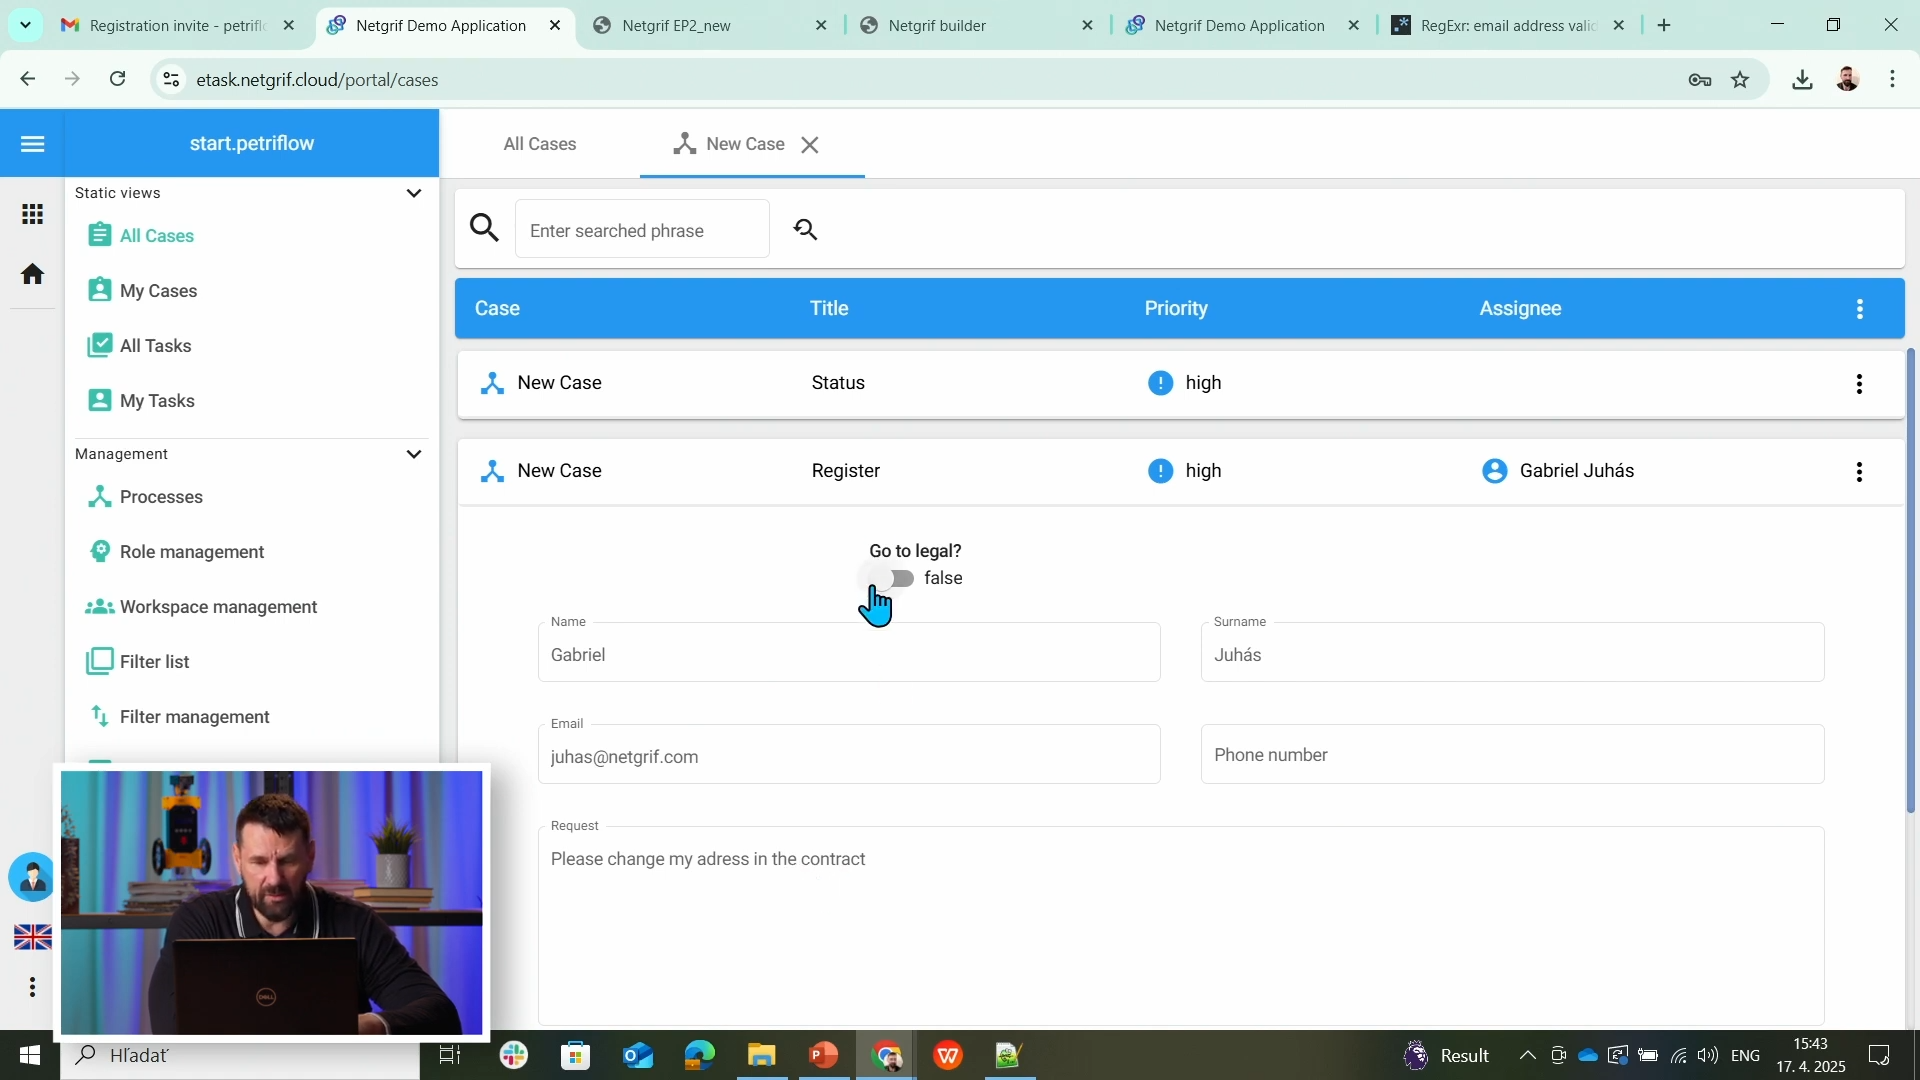 Registration invite - petrifl
Netgrif Demo Application
Netgrif EP2_new
Netgrif builder
Netgrif Demo Application
RegExr: email address valid
etask.netgrif.cloud/portal/cases
start.petriflow
All Cases
New Case
Static views
All Cases
My Cases
All Tasks
My Tasks
Management
Processes
Role management
Workspace management
Filter list
Filter management
Enter searched phrase
Case
Title
Priority
Assignee
New Case
Status
high
New Case
Register
high
Gabriel Juhás
Go to legal?
false
Name
Gabriel
Surname
Juhás
Email
juhas@netgrif.com
Phone number
Request
Please change my adress in the contract
DELL
Hľadať
Result
ENG
15:43
17. 4. 2025